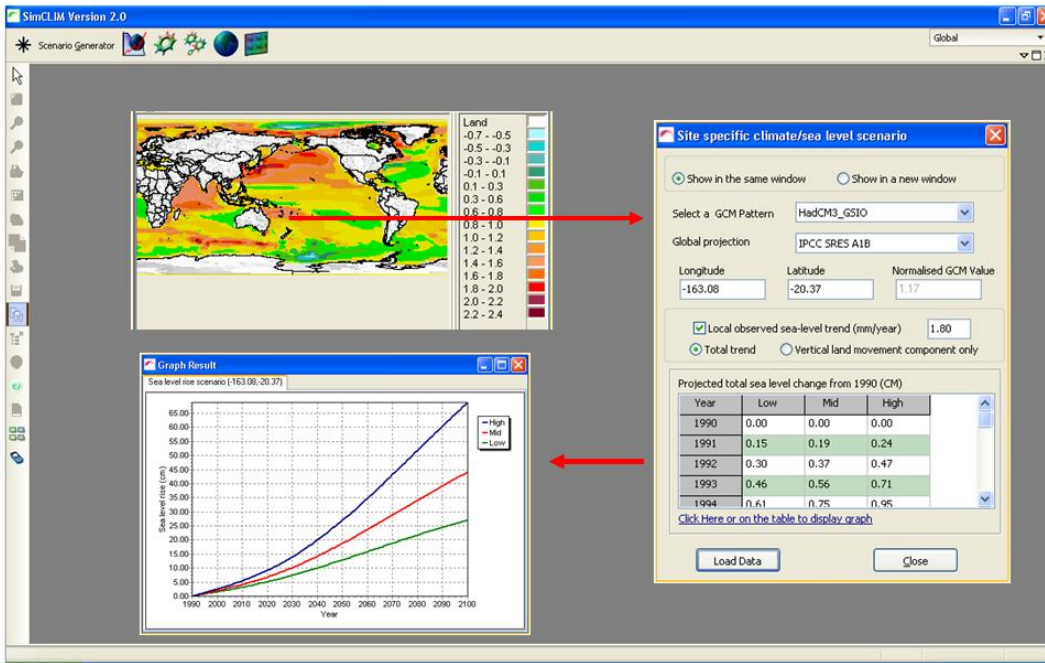 SimCLIM Version 2.0
Scenario Generator
Global
Land
-0.7 - -0.5
-0.5 - -0.3
-0.3 - -0.1
-0.1 - 0.1
0.1 - 0.3
0.3 - 0.6
0.6 - 0.8
0.8 - 1.0
1.0 - 1.2
1.2 - 1.4
1.4 - 1.6
1.6 - 1.8
1.8 - 2.0
2.0 - 2.2
2.2 - 2.4
Site specific climate/sea level scenario
Show in the same window Show in a new window
Select a GCM Pattern HadCM3_GSIO
Global projection IPCC SRES A1B
Longitude Latitude Normalised GCM Value
-163.08 -20.37 1.17
Local observed sea-level trend (mm/year) 1.80
Total trend Vertical land movement component only
Projected total sea level change from 1990 (CM)
Year Low Mid High
1990 0.00 0.00 0.00
1991 0.15 0.19 0.24
1992 0.30 0.37 0.47
1993 0.46 0.56 0.71
1994 0.61 0.75 0.95
Click Here or on the table to display graph
Load Data Close
Graph Result
Sea level rise scenario (-163.08,-20.37)
Sea level rise (cm)
65.00
60.00
55.00
50.00
45.00
40.00
35.00
30.00
25.00
20.00
15.00
10.00
5.00
0.00
1990 2000 2010 2020 2030 2040 2050 2060 2070 2080 2090 2100
Year
High
Mid
Low